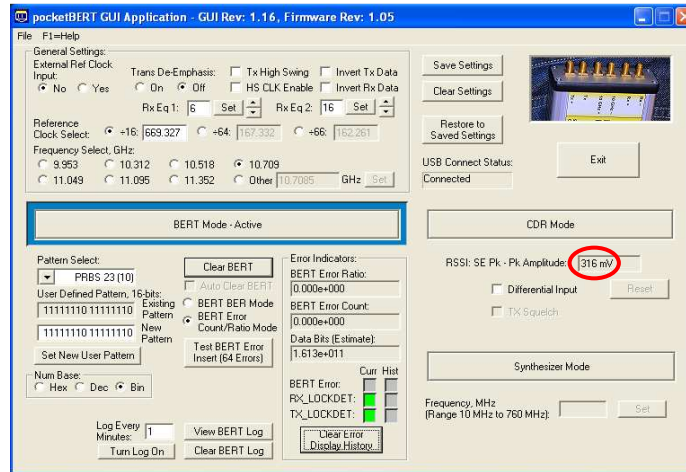 pocketBERT GUI Application - GUI Rev: 1.16, Firmware Rev: 1.05
File F1=Help
General Settings:
External Ref Clock
Input:
No Yes
Trans De-Emphasis:
On Off
Tx High Swing
Invert Tx Data
HS CLK Enable
Invert Rx Data
Rx Eq 1: 6 Set
Rx Eq 2: 16 Set
Reference
Clock Select:
÷16: 669.327
÷64: 167.332
÷66: 162.261
Frequency Select, GHz:
9.953 10.312 10.518 10.709
11.049 11.095 11.352 Other 10.7085 GHz Set
Save Settings
Clear Settings
Restore to
Saved Settings
USB Connect Status:
Connected
Exit
BERT Mode - Active
CDR Mode
Pattern Select:
PRBS 23 (10)
User Defined Pattern, 16-bits:
11111110 11111110 Existing
Pattern
11111110 11111110 New
Pattern
Set New User Pattern
Num Base:
Hex Dec Bin
Clear BERT
Auto Clear BERT
BERT BER Mode
BERT Error
Count/Ratio Mode
Test BERT Error
Insert (64 Errors)
Error Indicators:
BERT Error Ratio:
0.000e+000
BERT Error Count:
0.000e+000
Data Bits (Estimate):
1.613e+011
Curr Hist
BERT Error:
RX_LOCKDET:
TX_LOCKDET:
Clear Error
Display History
Log Every
Minutes: 1
Turn Log On
View BERT Log
Clear BERT Log
RSSI: SE Pk - Pk Amplitude: 316 mV
Differential Input
Reset
TX Squelch
Synthesizer Mode
Frequency, MHz
(Range 10 MHz to 760 MHz):
Set